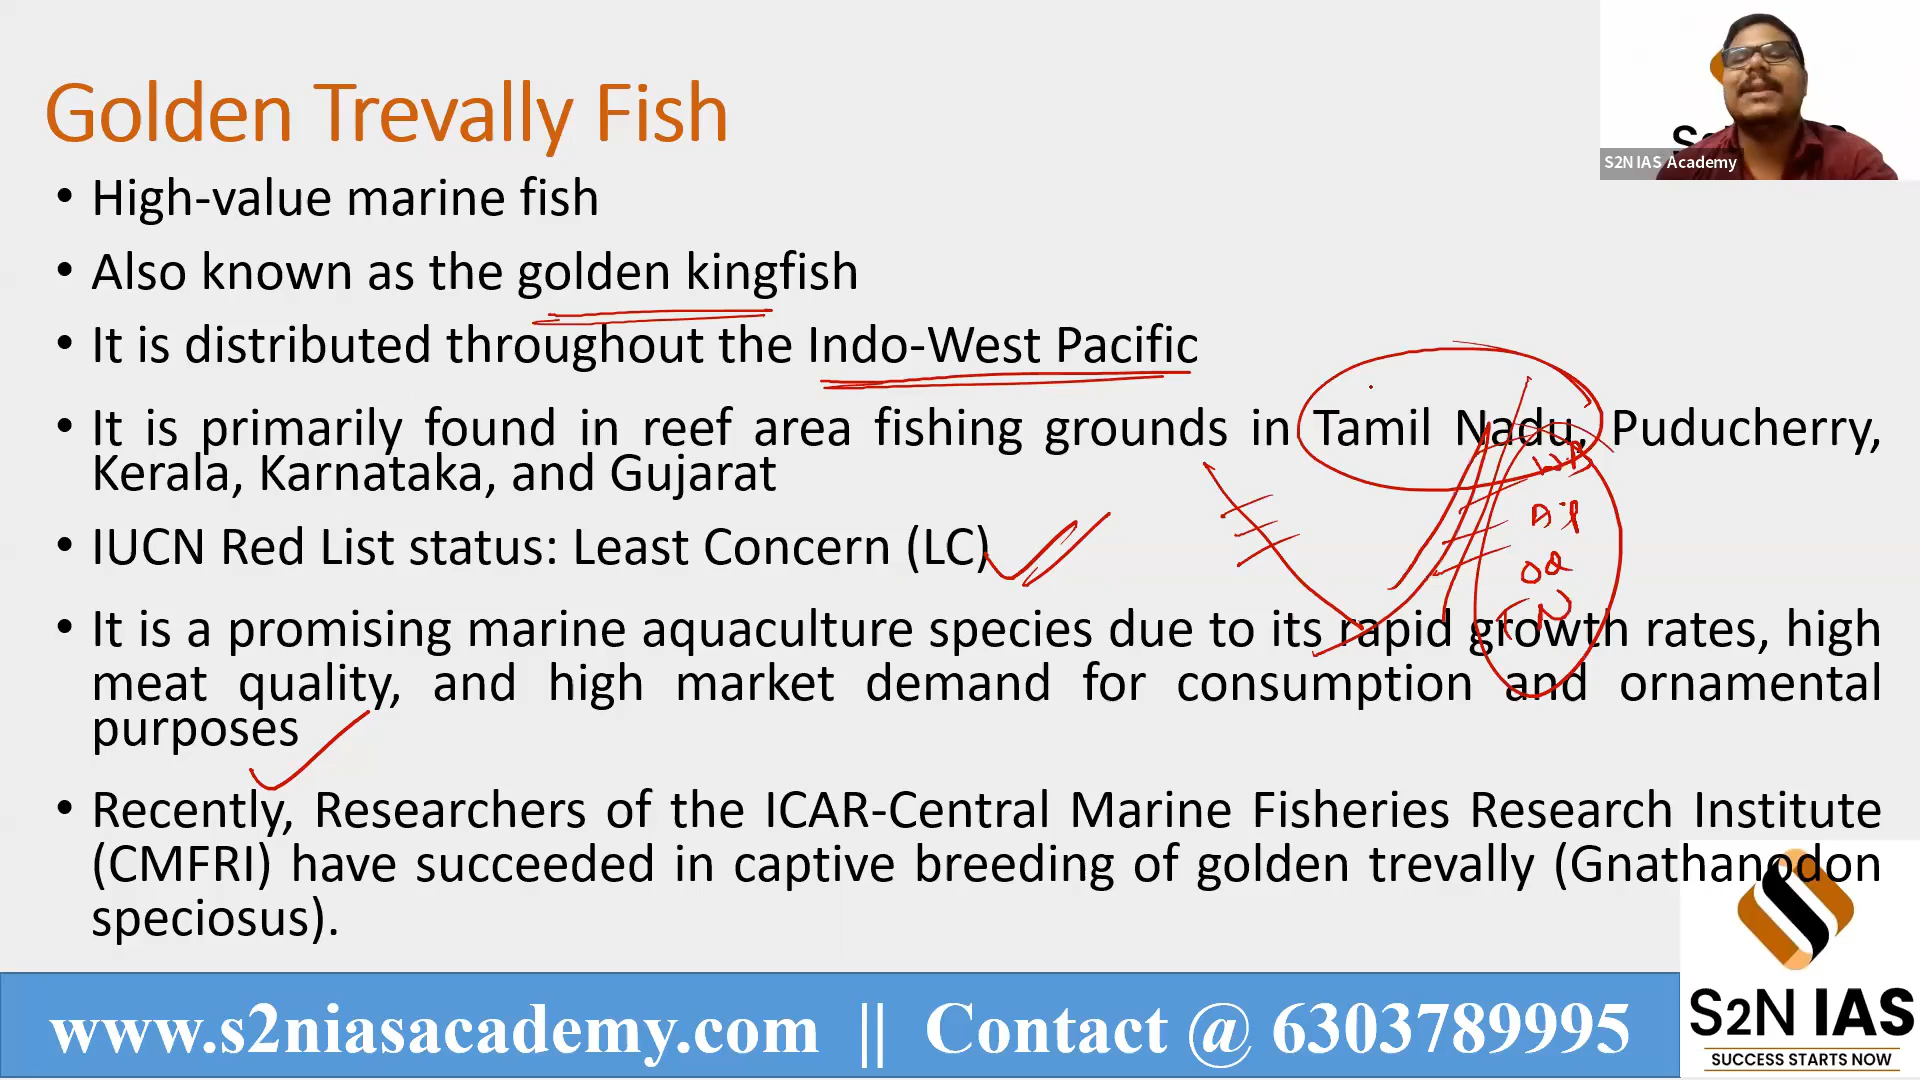 Golden Trevally Fish
S2N IAS Academy
• High-value marine fish
• Also known as the golden kingfish
• It is distributed throughout the Indo-West Pacific
• It is primarily found in reef area fishing grounds in Tamil Nadu, Puducherry,
Kerala, Karnataka, and Gujarat
WB
OD
TN
• IUCN Red List status: Least Concern (LC)
• It is a promising marine aquaculture species due to its rapid growth rates, high
meat quality, and high market demand for consumption and ornamental
purposes
• Recently, Researchers of the ICAR-Central Marine Fisheries Research Institute
(CMFRI) have succeeded in captive breeding of golden trevally (Gnathanodon
speciosus).
www.s2niasacademy.com || Contact @ 6303789995
S2N IAS
SUCCESS STARTS NOW